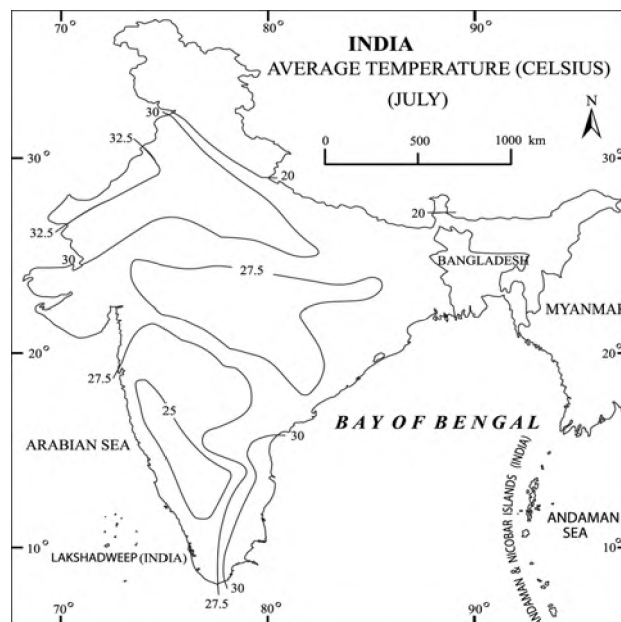 70° 80° 90°
INDIA
AVERAGE TEMPERATURE (CELSIUS)
(JULY)
N
0 500 1000 km
30
32.5
30° 30°
20
20
32.5
30
27.5
BANGLADESH
MYANMAR
20° 20°
27.5
25
30
BAY OF BENGAL
ARABIAN SEA
ANDAMAN & NICOBAR ISLANDS (INDIA)
ANDAMAN
SEA
10° 10°
LAKSHADWEEP (INDIA)
30
27.5
70° 80° 90°